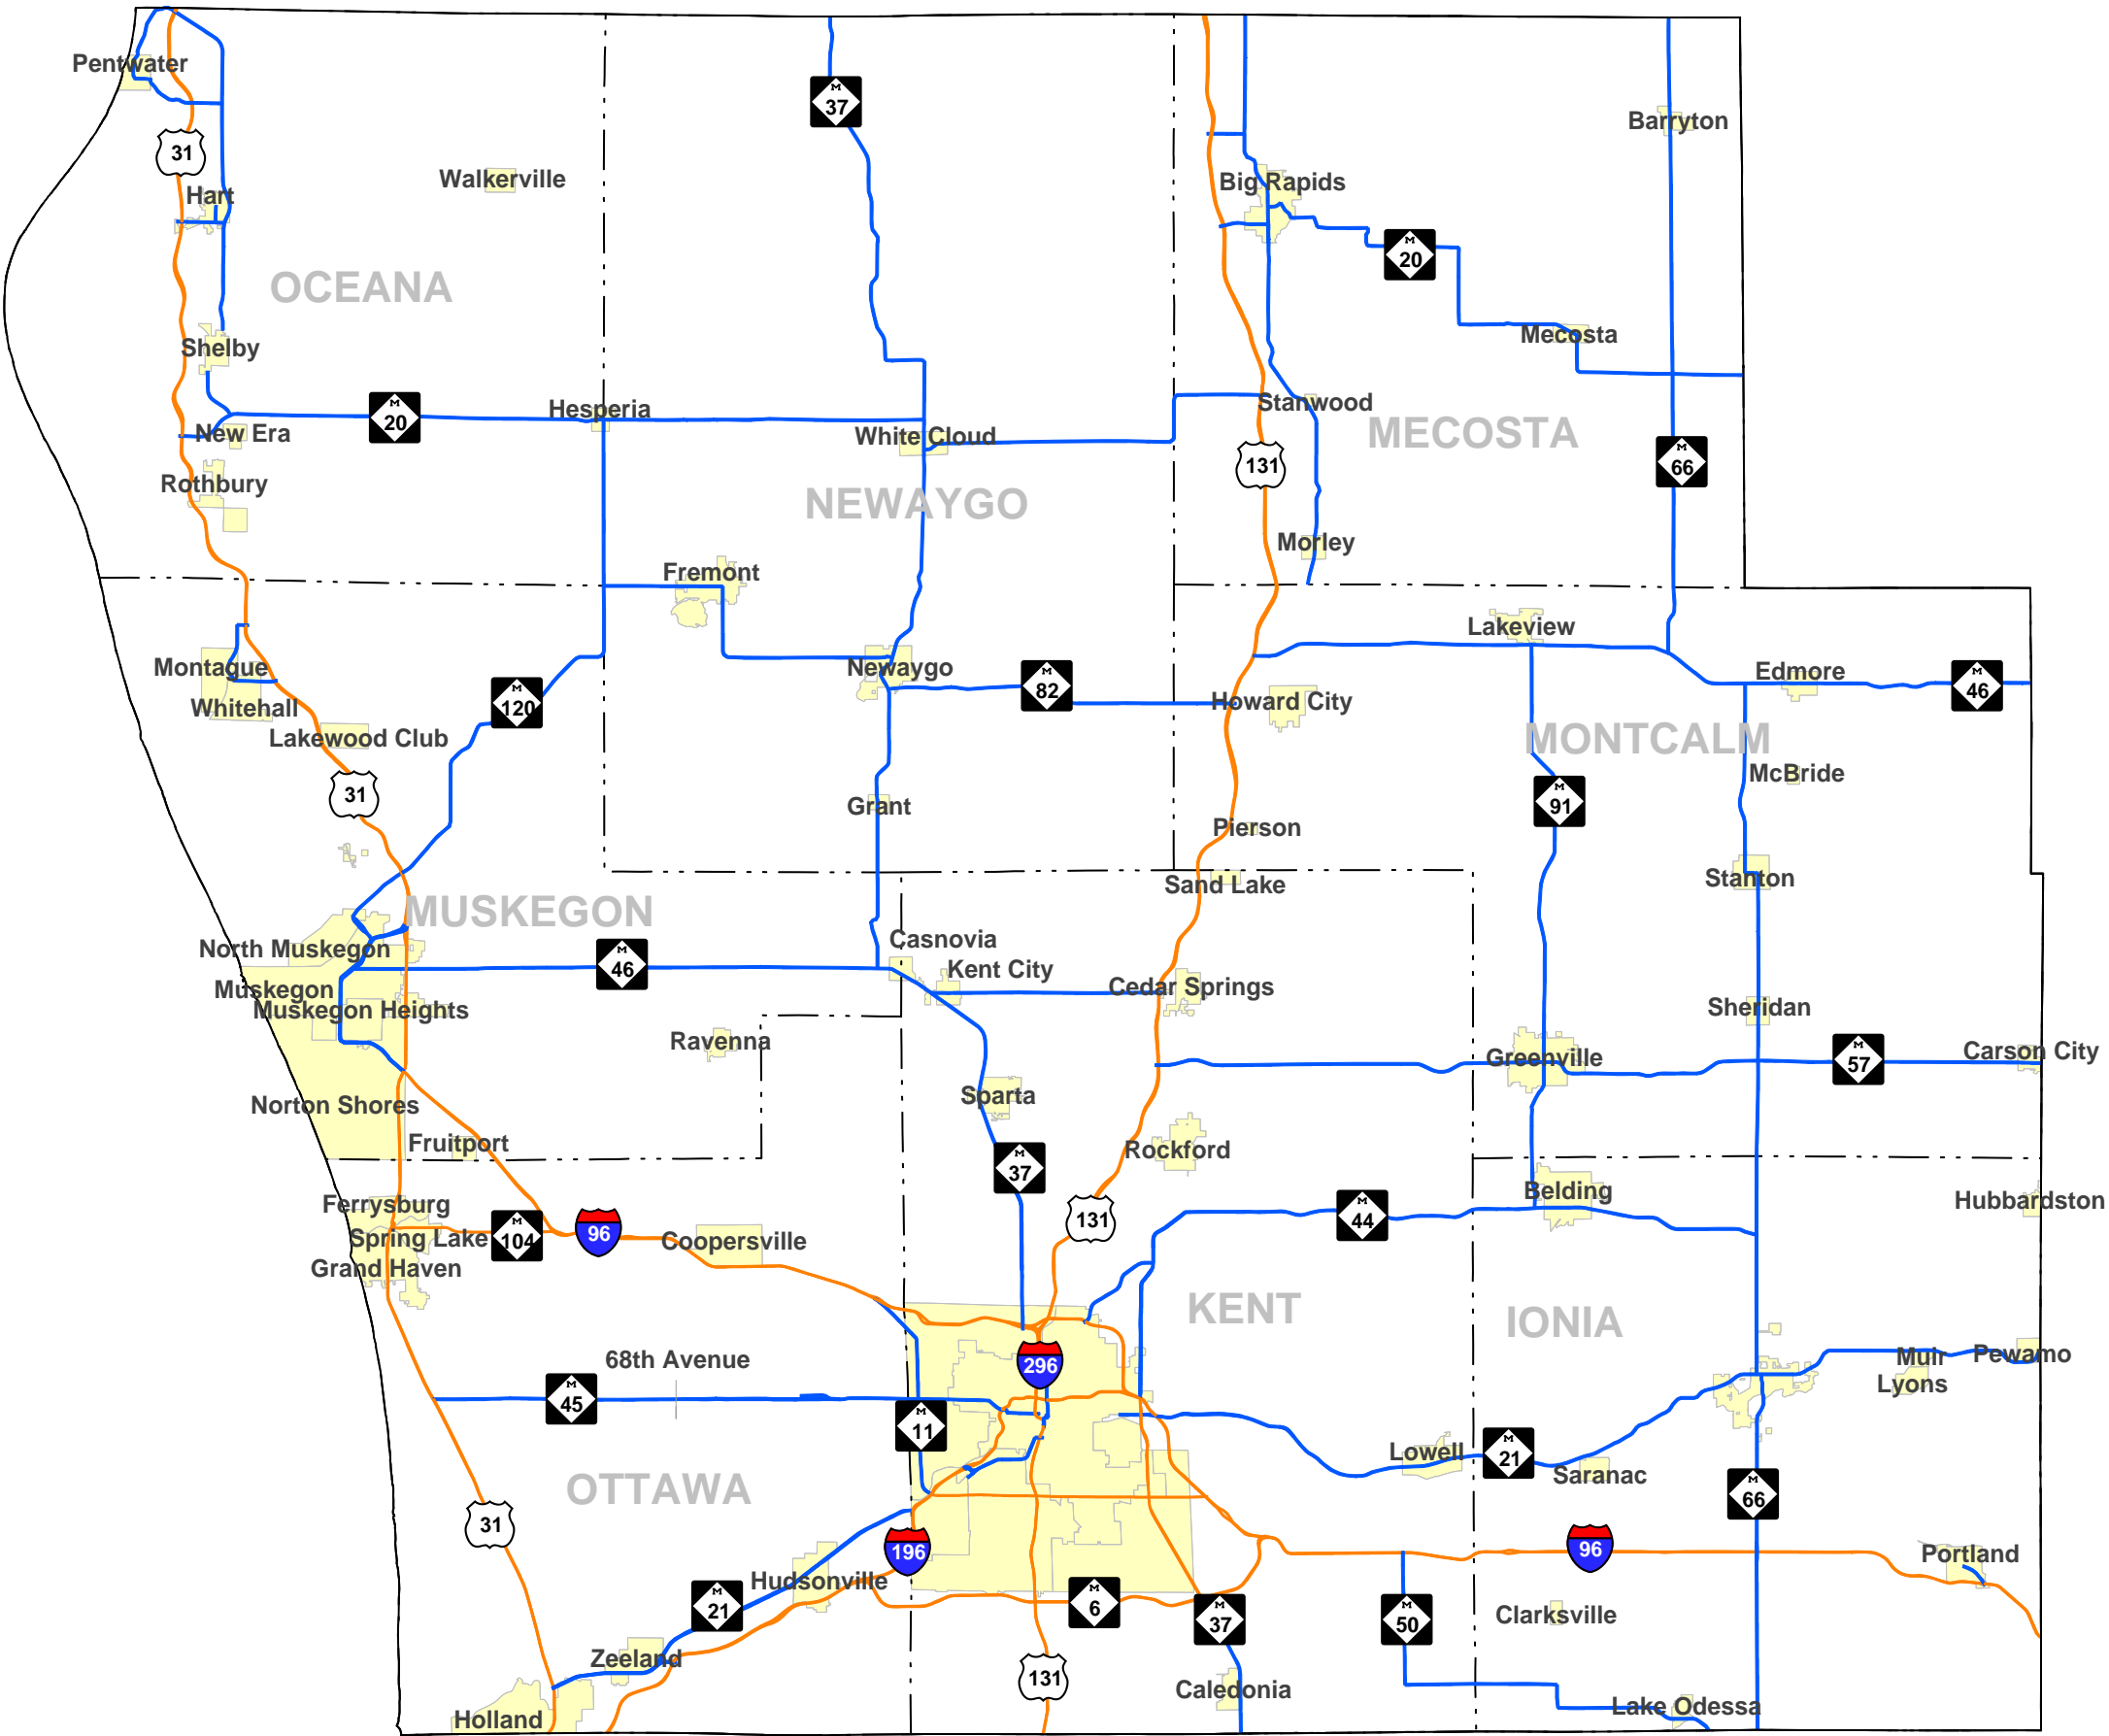 Pentwater
M
37
Barryton
31
Walkerville
Big Rapids
Hart
M
20
OCEANA
Mecosta
Shelby
Stanwood
Hesperia
M
20
New Era
White Cloud
MECOSTA
131
M
66
Rothbury
NEWAYGO
Morley
Fremont
Lakeview
Montague
Newaygo
Edmore
M
82
M
46
Whitehall
M
120
Howard City
Lakewood Club
MONTCALM
McBride
31
M
91
Grant
Pierson
Sand Lake
Stanton
MUSKEGON
North Muskegon
Casnovia
M
46
Kent City
Muskegon
Cedar Springs
Muskegon Heights
Sheridan
Ravenna
Greenville
M
57
Carson City
Sparta
Norton Shores
Fruitport
Rockford
M
37
Ferrysburg
Belding
Hubbardston
131
M
44
Spring Lake
M
104
96
Coopersville
Grand Haven
KENT
IONIA
68th Avenue
296
Muir
Pewamo
Lyons
M
45
M
11
Lowell
M
21
Saranac
OTTAWA
M
66
31
196
96
Portland
Hudsonville
M
21
M
6
M
37
M
50
Clarksville
Zeeland
131
Caledonia
Lake Odessa
Holland